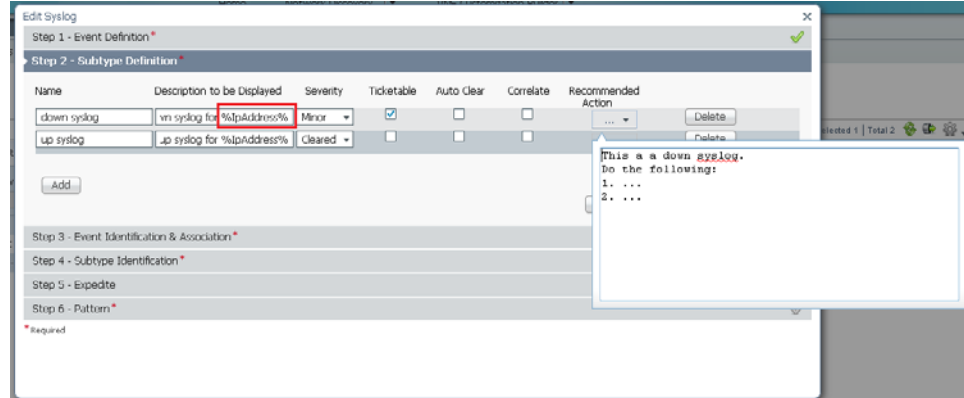 Edit Syslog
Step 1 - Event Definition*
Step 2 - Subtype Definition*
Name Description to be Displayed Severity Ticketable Auto Clear Correlate Recommended Action
down syslog vn syslog for %IpAddress% Minor ... Delete
up syslog up syslog for %IpAddress% Cleared Delete
selected 1 | Total 2
This a a down syslog.
Do the following:
1. ...
2. ...
Add
Step 3 - Event Identification & Association*
Step 4 - Subtype Identification*
Step 5 - Expedite
Step 6 - Pattern*
*Required